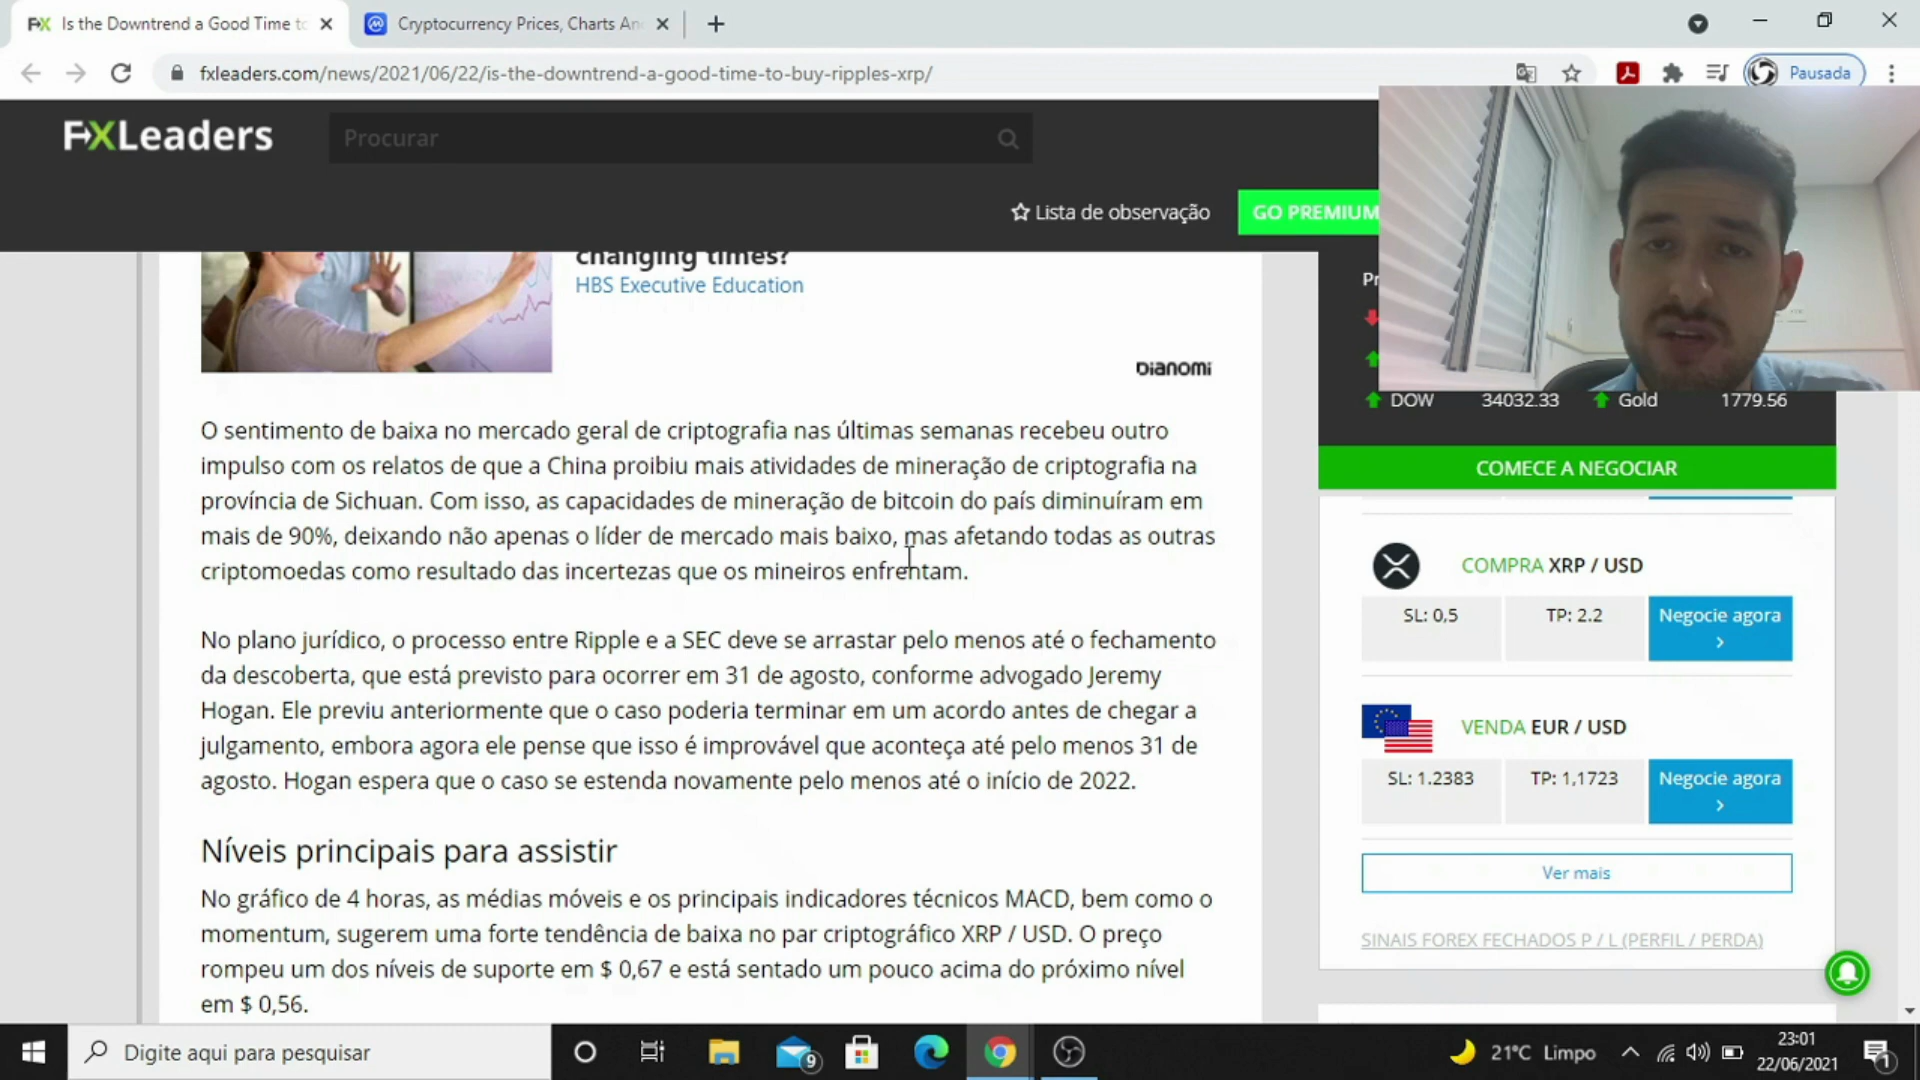 FX Is the Downtrend a Good Time to
Cryptocurrency Prices, Charts An
fxleaders.com/news/2021/06/22/is-the-downtrend-a-good-time-to-buy-ripples-xrp/
Pausada
FXLeaders
Procurar
Lista de observação
GO PREMIUM
changing times?
HBS Executive Education
DIANOMI
O sentimento de baixa no mercado geral de criptografia nas últimas semanas recebeu outro
impulso com os relatos de que a China proibiu mais atividades de mineração de criptografia na
província de Sichuan. Com isso, as capacidades de mineração de bitcoin do país diminuíram em
mais de 90%, deixando não apenas o líder de mercado mais baixo, mas afetando todas as outras
criptomoedas como resultado das incertezas que os mineiros enfrentam.
No plano jurídico, o processo entre Ripple e a SEC deve se arrastar pelo menos até o fechamento
da descoberta, que está previsto para ocorrer em 31 de agosto, conforme advogado Jeremy
Hogan. Ele previu anteriormente que o caso poderia terminar em um acordo antes de chegar a
julgamento, embora agora ele pense que isso é improvável que aconteça até pelo menos 31 de
agosto. Hogan espera que o caso se estenda novamente pelo menos até o início de 2022.
Níveis principais para assistir
No gráfico de 4 horas, as médias móveis e os principais indicadores técnicos MACD, bem como o
momentum, sugerem uma forte tendência de baixa no par criptográfico XRP / USD. O preço
rompeu um dos níveis de suporte em $ 0,67 e está sentado um pouco acima do próximo nível
em $ 0,56.
DOW 34032.33 Gold 1779.56
COMECE A NEGOCIAR
COMPRA XRP / USD
SL: 0,5 TP: 2.2 Negocie agora
VENDA EUR / USD
SL: 1.2383 TP: 1,1723 Negocie agora
Ver mais
SINAIS FOREX FECHADOS P / L (PERFIL / PERDA)
Digite aqui para pesquisar
9
21°C Limpo
23:01
22/06/2021
1